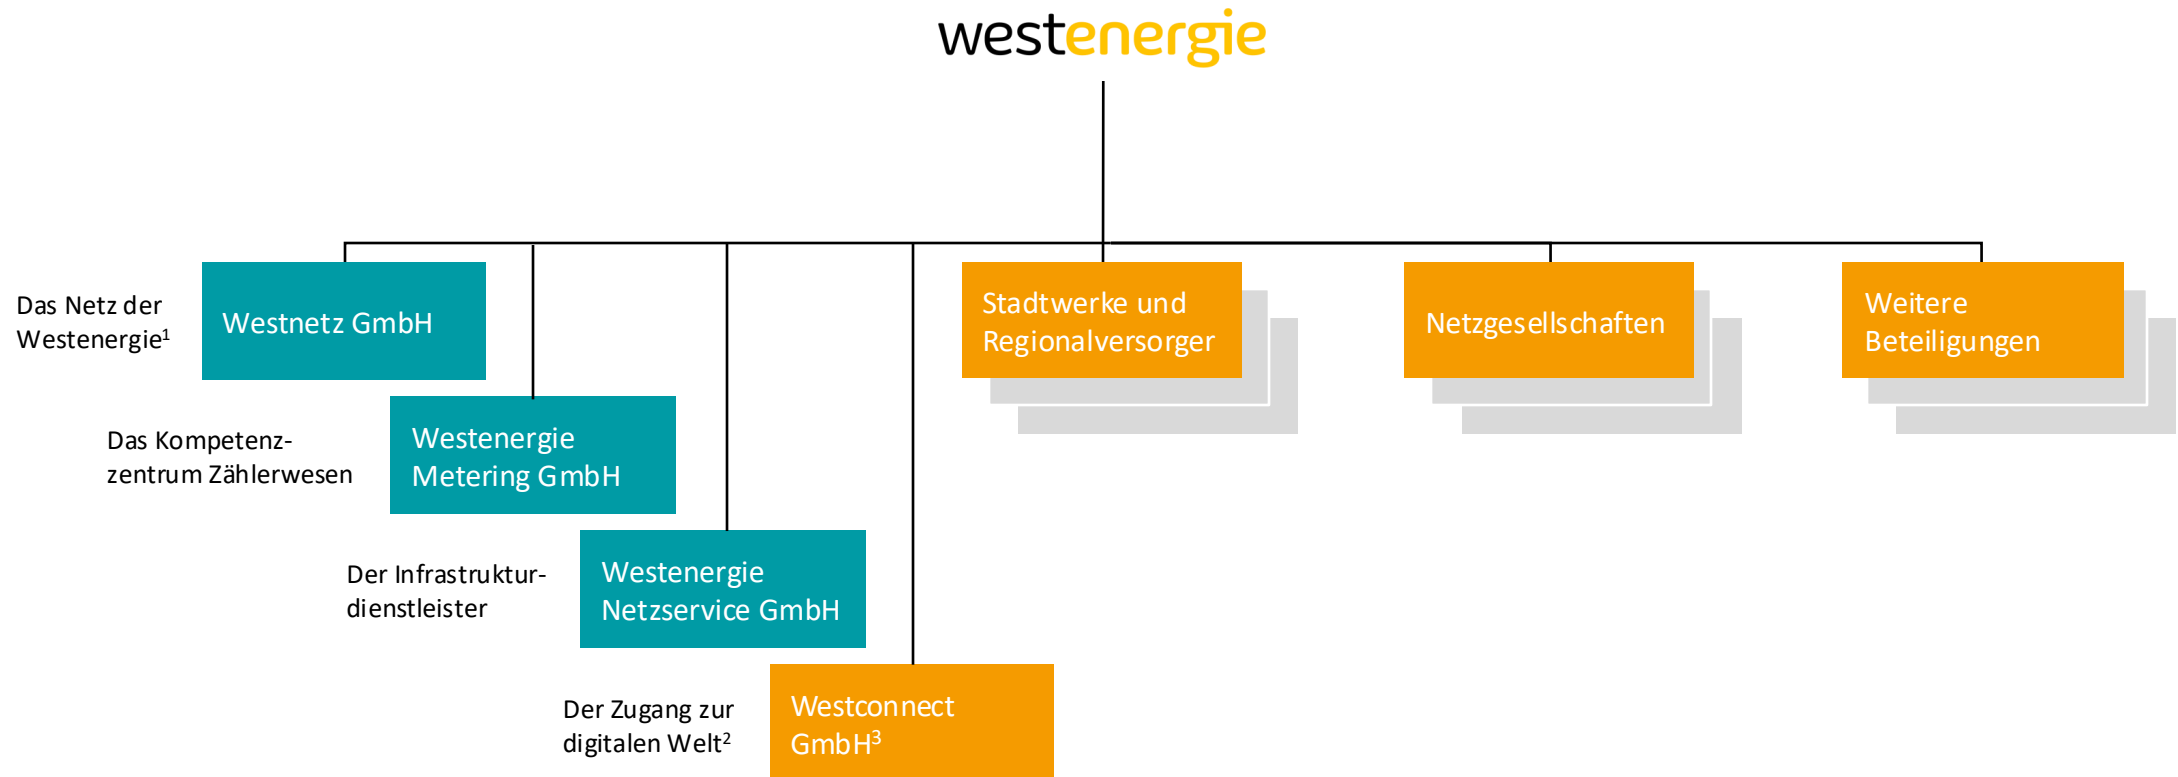 westenergie
Das Netz der
Westenergie¹
Westnetz GmbH
Stadtwerke und
Regionalversorger
Netzgesellschaften
Weitere
Beteiligungen
Das Kompetenz-
zentrum Zählerwesen
Westenergie
Metering GmbH
Der Infrastruktur-
dienstleister
Westenergie
Netzservice GmbH
Der Zugang zur
digitalen Welt²
Westconnect
GmbH³